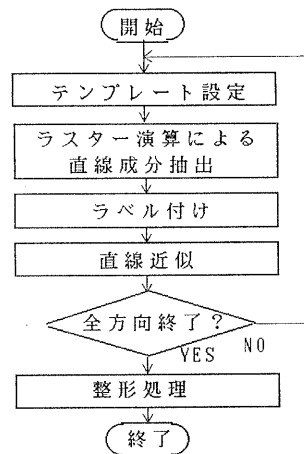 開始
テンプレート設定
ラスター演算による
直線成分抽出
ラベル付け
直線近似
全方向終了？
YES
NO
整形処理
終了